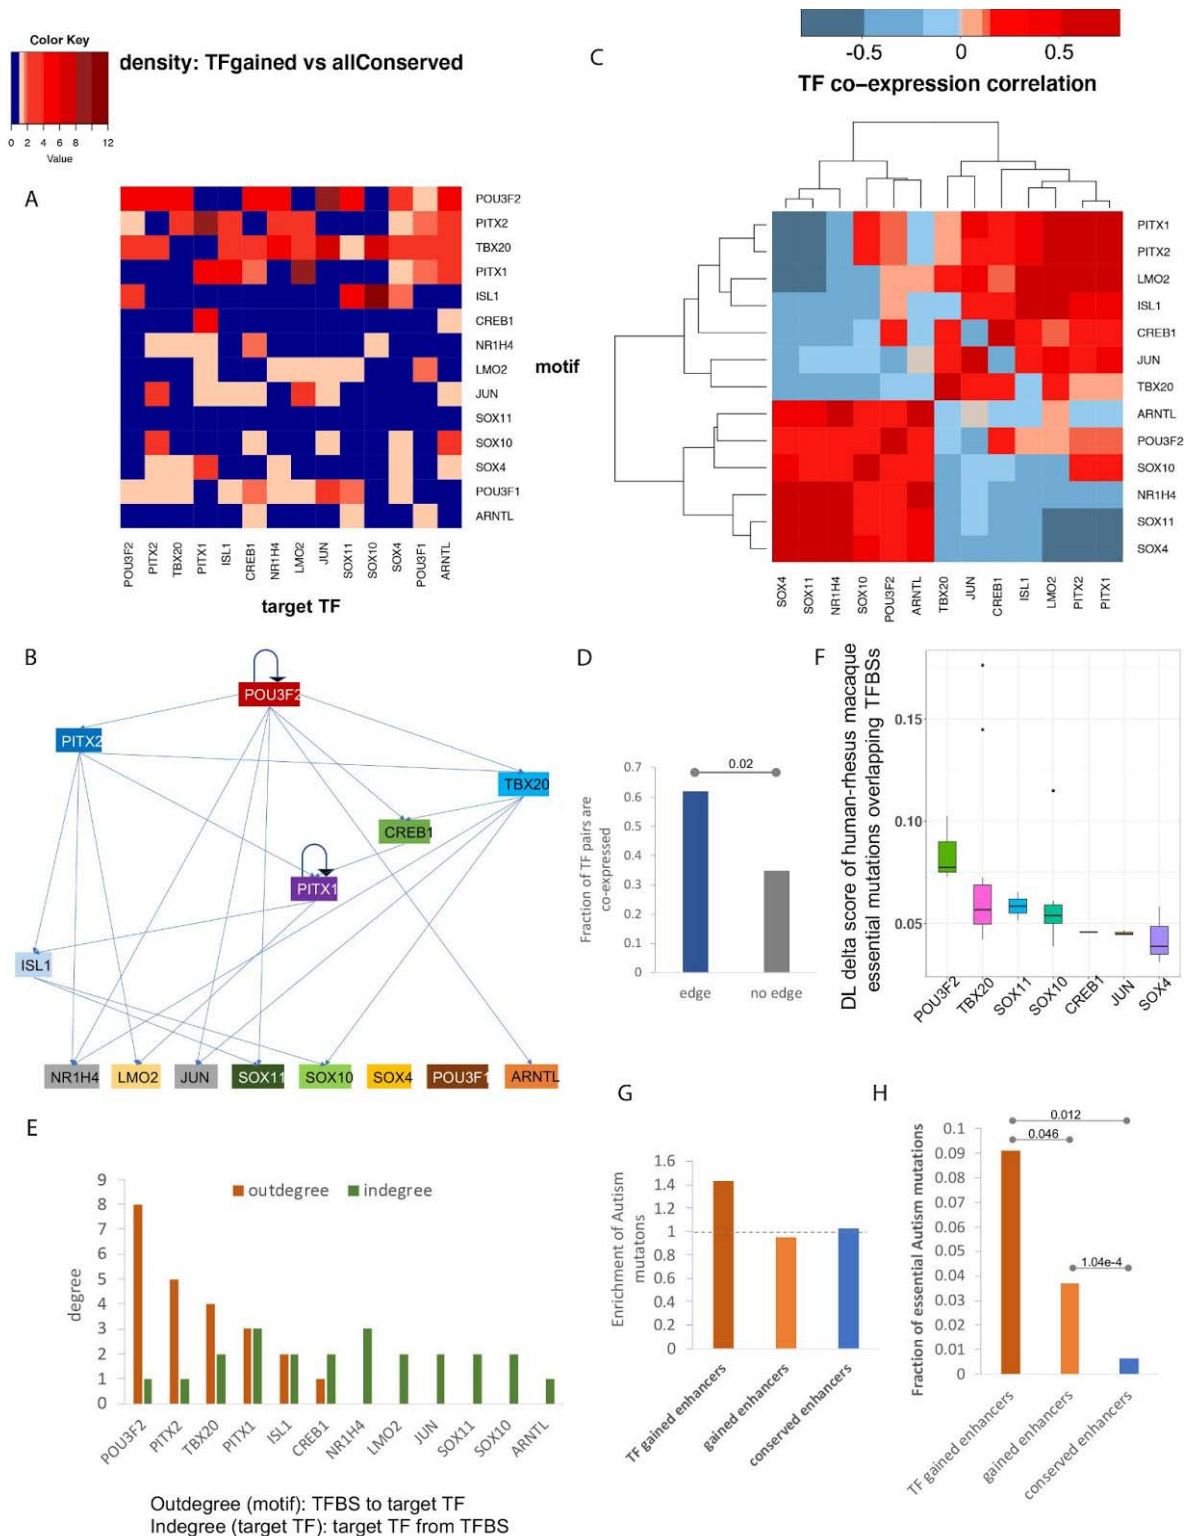 Color Key
0 2 4 6 8 12
Value
density: TFgained vs allConserved
A
POU3F2
PITX2
TBX20
PITX1
ISL1
CREB1
NR1H4
LMO2
JUN
SOX11
SOX10
SOX4
POU3F1
ARNTL
motif
POU3F2 PITX2 TBX20 PITX1 ISL1 CREB1 NR1H4 LMO2 JUN SOX11 SOX10 SOX4 POU3F1 ARNTL
target TF
C
-0.5 0 0.5
TF co-expression correlation
PITX1
PITX2
LMO2
ISL1
CREB1
JUN
TBX20
ARNTL
POU3F2
SOX10
NR1H4
SOX11
SOX4
SOX4 SOX11 NR1H4 SOX10 POU3F2 ARNTL TBX20 JUN CREB1 ISL1 LMO2 PITX2 PITX1
B
POU3F2
PITX2
TBX20
CREB1
PITX1
ISL1
NR1H4 LMO2 JUN SOX11 SOX10 SOX4 POU3F1 ARNTL
D
Fraction of TF pairs are
co-expressed
0.7
0.6
0.5
0.4
0.3
0.2
0.1
0
0.02
edge no edge
F
DL delta score of human-rhesus macaque
essential mutations overlapping TFBSs
0.15
0.10
0.05
POU3F2 TBX20 SOX11 SOX10 CREB1 JUN SOX4
E
degree
9
8
7
6
5
4
3
2
1
0
outdegree indegree
POU3F2 PITX2 TBX20 PITX1 ISL1 CREB1 NR1H4 LMO2 JUN SOX11 SOX10 ARNTL
Outdegree (motif): TFBS to target TF
Indegree (target TF): target TF from TFBS
G
Enrichment of Autism
mutatons
1.6
1.4
1.2
1
0.8
0.6
0.4
0.2
0
TF gained enhancers gained enhancers conserved enhancers
H
Fraction of essential Autism mutations
0.1
0.09
0.08
0.07
0.06
0.05
0.04
0.03
0.02
0.01
0
0.012
0.046
1.04e-4
TF gained enhancers gained enhancers conserved enhancers